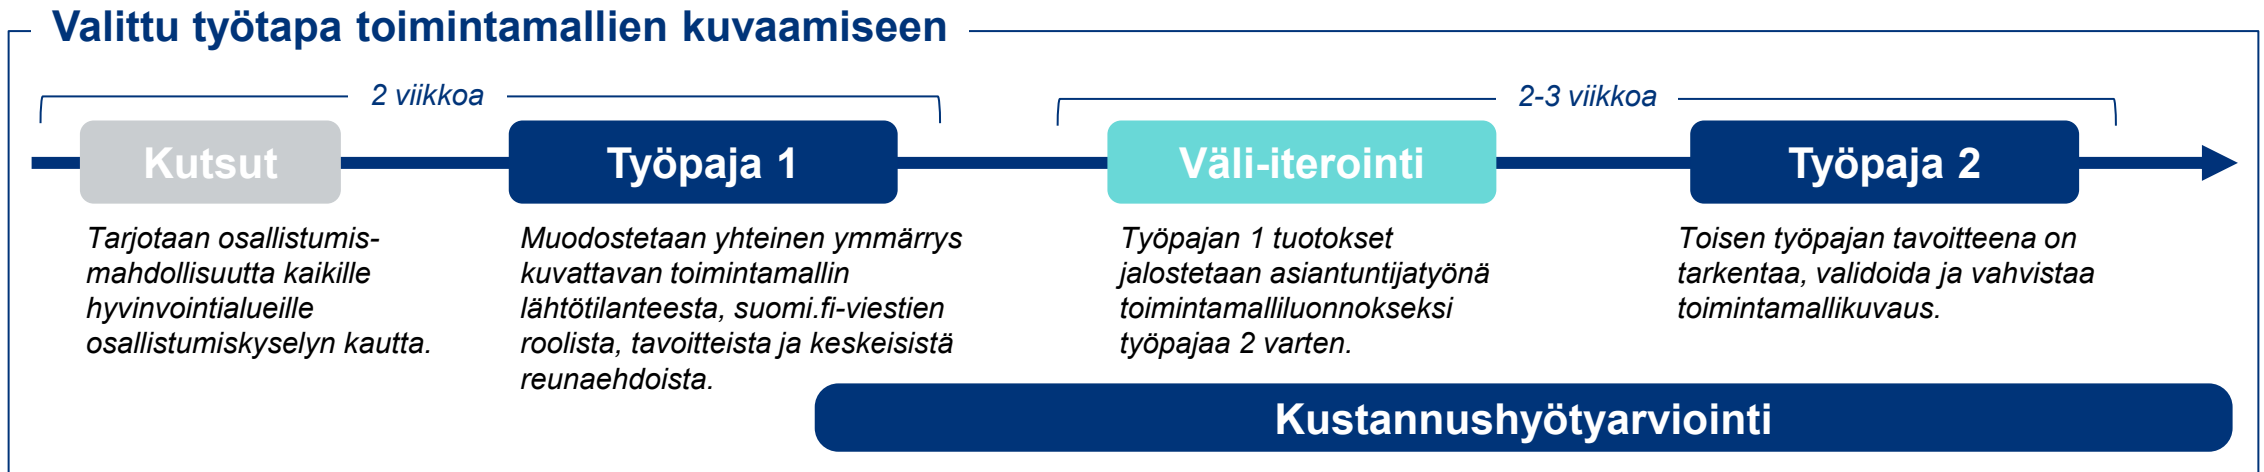 Valittu työtapa toimintamallien kuvaamiseen
2 viikkoa
2-3 viikkoa
Kutsut
Työpaja 1
Väli-iterointi
Työpaja 2
Tarjotaan osallistumis-
mahdollisuutta kaikille
hyvinvointialueille
osallistumiskyselyn kautta.
Muodostetaan yhteinen ymmärrys
kuvattavan toimintamallin
lähtötilanteesta, suomi.fi-viestien
roolista, tavoitteista ja keskeisistä
reunaehdoista.
Työpajan 1 tuotokset
jalostetaan asiantuntijatyönä
toimintamalliluonnokseksi
työpajaa 2 varten.
Toisen työpajan tavoitteena on
tarkentaa, validoida ja vahvistaa
toimintamallikuvaus.
Kustannushyötyarviointi